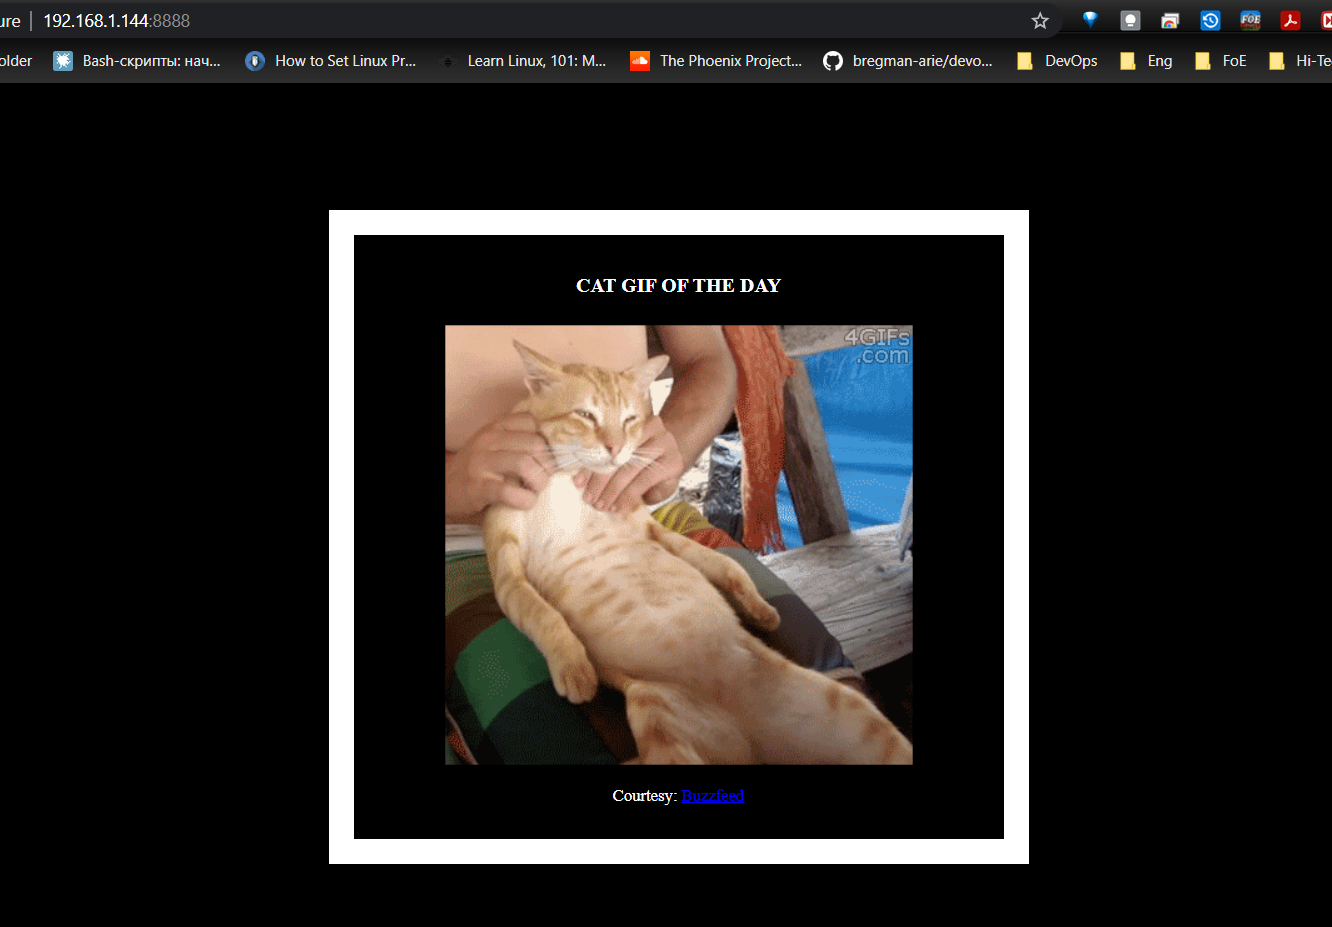 ure 192.168.1.144:8888
FOE
older Bash-скрипты: нач... How to Set Linux Pr... Learn Linux, 101: M... The Phoenix Project... bregman-arie/devo... DevOps Eng FoE Hi-Te
CAT GIF OF THE DAY
4GIFs
.com
Courtesy: Buzzfeed